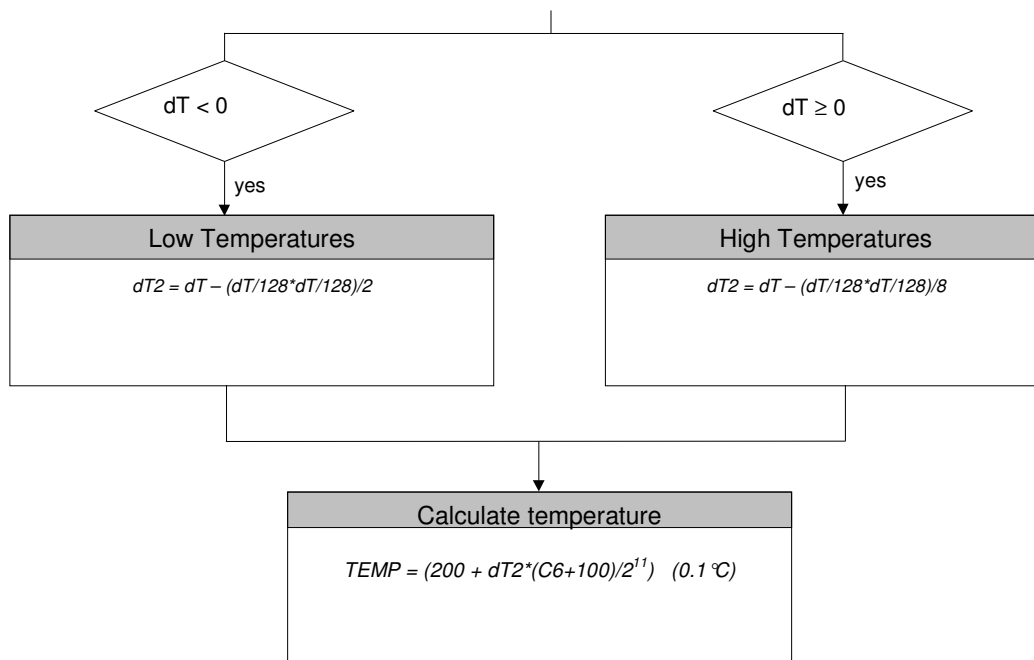 dT < 0
dT ≥ 0
yes
yes
Low Temperatures
High Temperatures
dT2 = dT – (dT/128*dT/128)/2
dT2 = dT – (dT/128*dT/128)/8
Calculate temperature
TEMP = (200 + dT2*(C6+100)/2¹¹) (0.1°C)